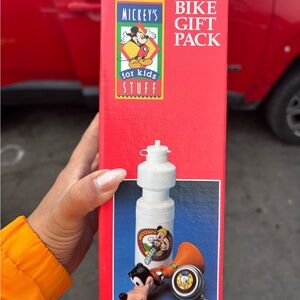 MICKEY'S
for kids
STUFF
BIKE
GIFT
PACK